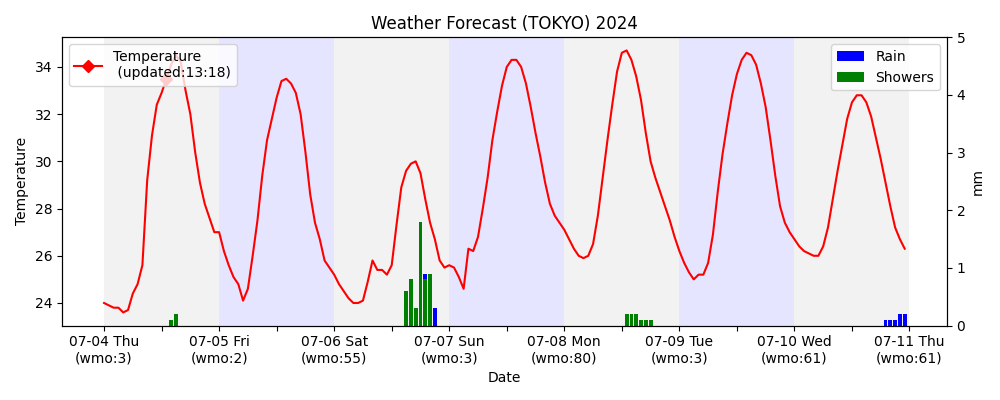 Weather Forecast (TOKYO) 2024
Temperature
(updated:13:18)
Rain
Showers
Temperature
34
32
30
28
26
24
5
4
3
2
1
0
mm
07-04 Thu
(wmo:3)
07-05 Fri
(wmo:2)
07-06 Sat
(wmo:55)
07-07 Sun
(wmo:3)
07-08 Mon
(wmo:80)
07-09 Tue
(wmo:3)
07-10 Wed
(wmo:61)
07-11 Thu
(wmo:61)
Date